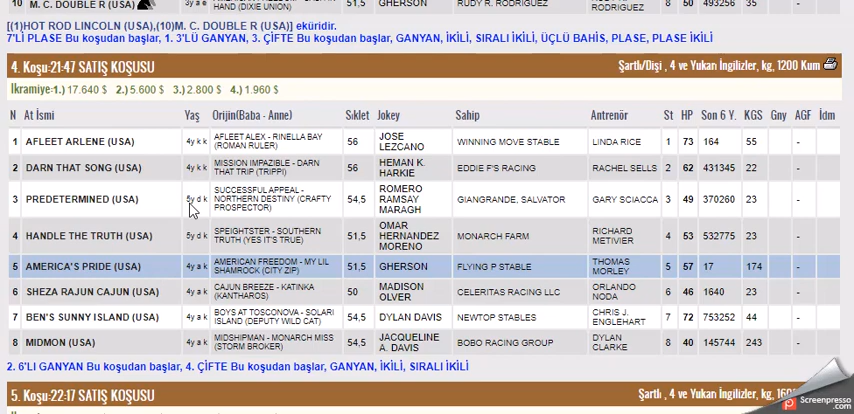 10 M. C. DOUBLE R (USA) 3y a e HAND (DIXIE UNION) 51,5 GHERSON RUDY R. RODRIGUEZ RODRIGUEZ 8 50 493256 35
[(1)HOT ROD LINCOLN (USA),(10)M. C. DOUBLE R (USA)] eküridir.
7'Lİ PLASE Bu koşudan başlar, 1. 3'LÜ GANYAN, 3. ÇİFTE Bu koşudan başlar, GANYAN, İKİLİ, SIRALI İKİLİ, ÜÇLÜ BAHİS, PLASE, PLASE İKİLİ
4. Koşu:21:47 SATIŞ KOŞUSU Şartlı/Dişi , 4 ve Yukarı İngilizler, kg, 1200 Kum
İkramiye:1.) 17.640 $ 2.) 5.600 $ 3.) 2.800 $ 4.) 1.960 $
N At İsmi Yaş Orijin(Baba - Anne) Sıklet Jokey Sahip Antrenör St HP Son 6 Y. KGS Gny AGF İdm
1 AFLEET ARLENE (USA) 4y k k AFLEET ALEX - RINELLA BAY (ROMAN RULER) 56 JOSE LEZCANO WINNING MOVE STABLE LINDA RICE 1 73 164 55 -
2 DARN THAT SONG (USA) 4y k k MISSION IMPAZIBLE - DARN THAT TRIP (TRIPPI) 56 HEMAN K. HARKIE EDDIE F'S RACING RACHEL SELLS 2 62 431345 22 -
3 PREDETERMINED (USA) 5y d k SUCCESSFUL APPEAL - NORTHERN DESTINY (CRAFTY PROSPECTOR) 54,5 ROMERO RAMSAY MARAGH GIANGRANDE, SALVATOR GARY SCIACCA 3 49 370260 23 -
4 HANDLE THE TRUTH (USA) 5y d k SPEIGHTSTER - SOUTHERN TRUTH (YES IT'S TRUE) 51,5 OMAR HERNANDEZ MORENO MONARCH FARM RICHARD METIVIER 4 53 532775 23 -
5 AMERICA'S PRIDE (USA) 4y a k AMERICAN FREEDOM - MY LIL SHAMROCK (CITY ZIP) 51,5 GHERSON FLYING P STABLE THOMAS MORLEY 5 57 17 174 -
6 SHEZA RAJUN CAJUN (USA) 4y a k CAJUN BREEZE - KATINKA (KANTHAROS) 50 MADISON OLVER CELERITAS RACING LLC ORLANDO NODA 6 46 1640 23 -
7 BEN'S SUNNY ISLAND (USA) 4y a k BOYS AT TOSCONOVA - SOLARI ISLAND (DEPUTY WILD CAT) 54,5 DYLAN DAVIS NEWTOP STABLES CHRIS J. ENGLEHART 7 72 753252 44 -
8 MIDMON (USA) 4y a k MIDSHIPMAN - MONARCH MISS (STORM BROKER) 54,5 JACQUELINE A. DAVIS BOBO RACING GROUP DYLAN CLARKE 8 40 145744 243 -
2. 6'LI GANYAN Bu koşudan başlar, 4. ÇİFTE Bu koşudan başlar, GANYAN, İKİLİ, SIRALI İKİLİ
5. Koşu:22:17 SATIŞ KOŞUSU Şartlı , 4 ve Yukarı İngilizler, kg,
Screenpresso
.com